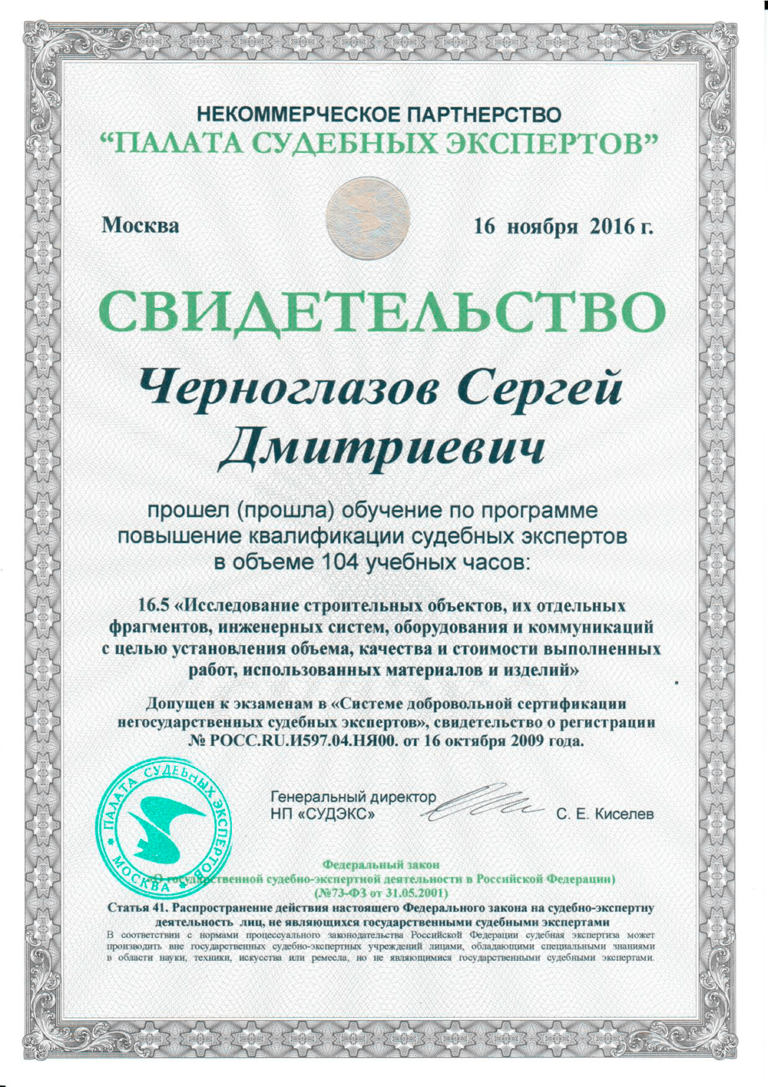 НЕКОММЕРЧЕСКОЕ ПАРТНЕРСТВО
“ПАЛАТА СУДЕБНЫХ ЭКСПЕРТОВ”
Москва 16 ноября 2016 г.
СВИДЕТЕЛЬСТВО
Черноглазов Сергей
Дмитриевич
прошел (прошла) обучение по программе
повышение квалификации судебных экспертов
в объеме 104 учебных часов:
16.5 «Исследование строительных объектов, их отдельных
фрагментов, инженерных систем, оборудования и коммуникаций
с целью установления объема, качества и стоимости выполненных
работ, использованных материалов и изделий»
Допущен к экзаменам в «Системе добровольной сертификации
негосударственных судебных экспертов», свидетельство о регистрации
№ РОСС.RU.И597.04.НЯ00. от 16 октября 2009 года.
ПАЛАТА СУДЕБНЫХ ЭКСПЕРТОВ
МОСКВА
Генеральный директор
НП «СУДЭКС» С. Е. Киселев
Федеральный закон
«О государственной судебно-экспертной деятельности в Российской Федерации)
(№73-ФЗ от 31.05.2001)
Статья 41. Распространение действия настоящего Федерального закона на судебно-экспертну
деятельность лиц, не являющихся государственными судебными экспертами
В соответствии с нормами процессуального законодательства Российской Федерации судебная экспертиза может
производить вне государственных судебно-экспертных учреждений лицами, обладающими специальными знаниями
в области науки, техники, искусства или ремесла, но не являющимися государственными судебными экспертами.